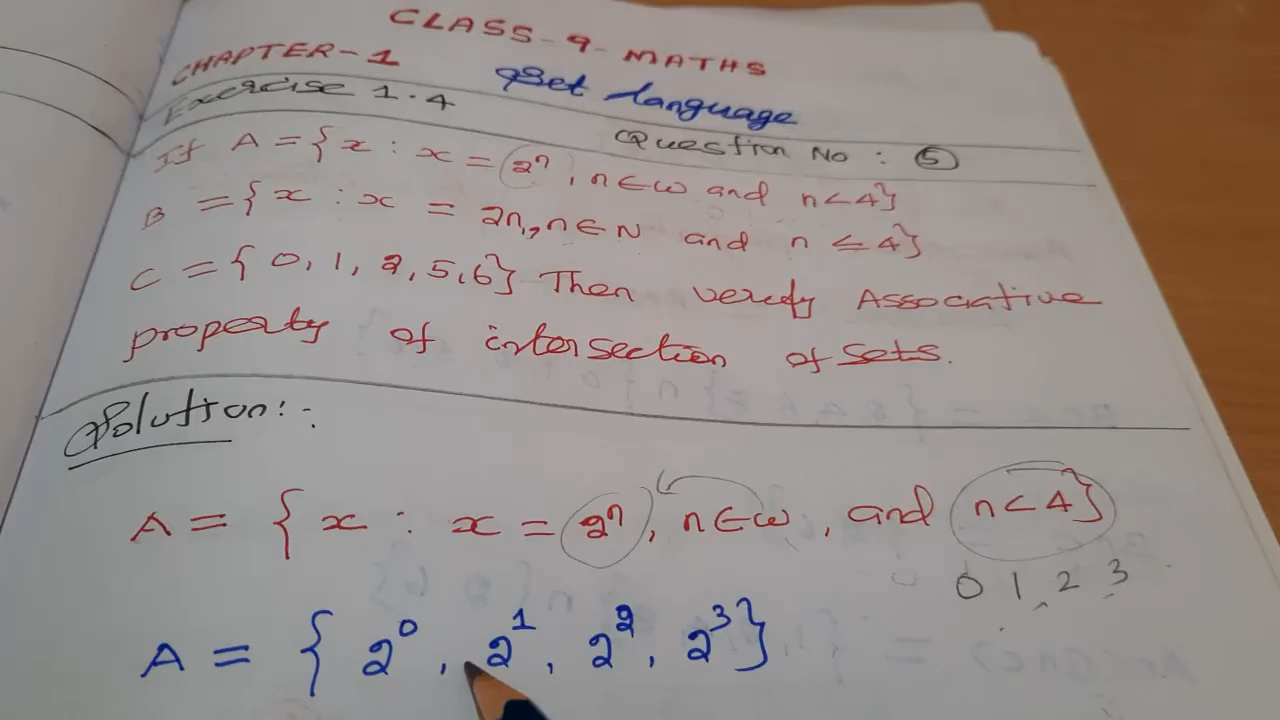 CLASS-9-MATHS
CHAPTER-1 Set language
Exercise 1.4 Question No : 5
If A = {x : x = 2ⁿ, n∈w and n<4}
B = {x : x = 2n, n∈N and n ≤ 4}
C = {0, 1, 2, 5, 6} Then verify Associative
property of intersection of sets.
Solution:-
A = {x : x = 2ⁿ, n∈w, and n<4}
0 1 2 3
A = {2⁰, 2¹, 2², 2³}